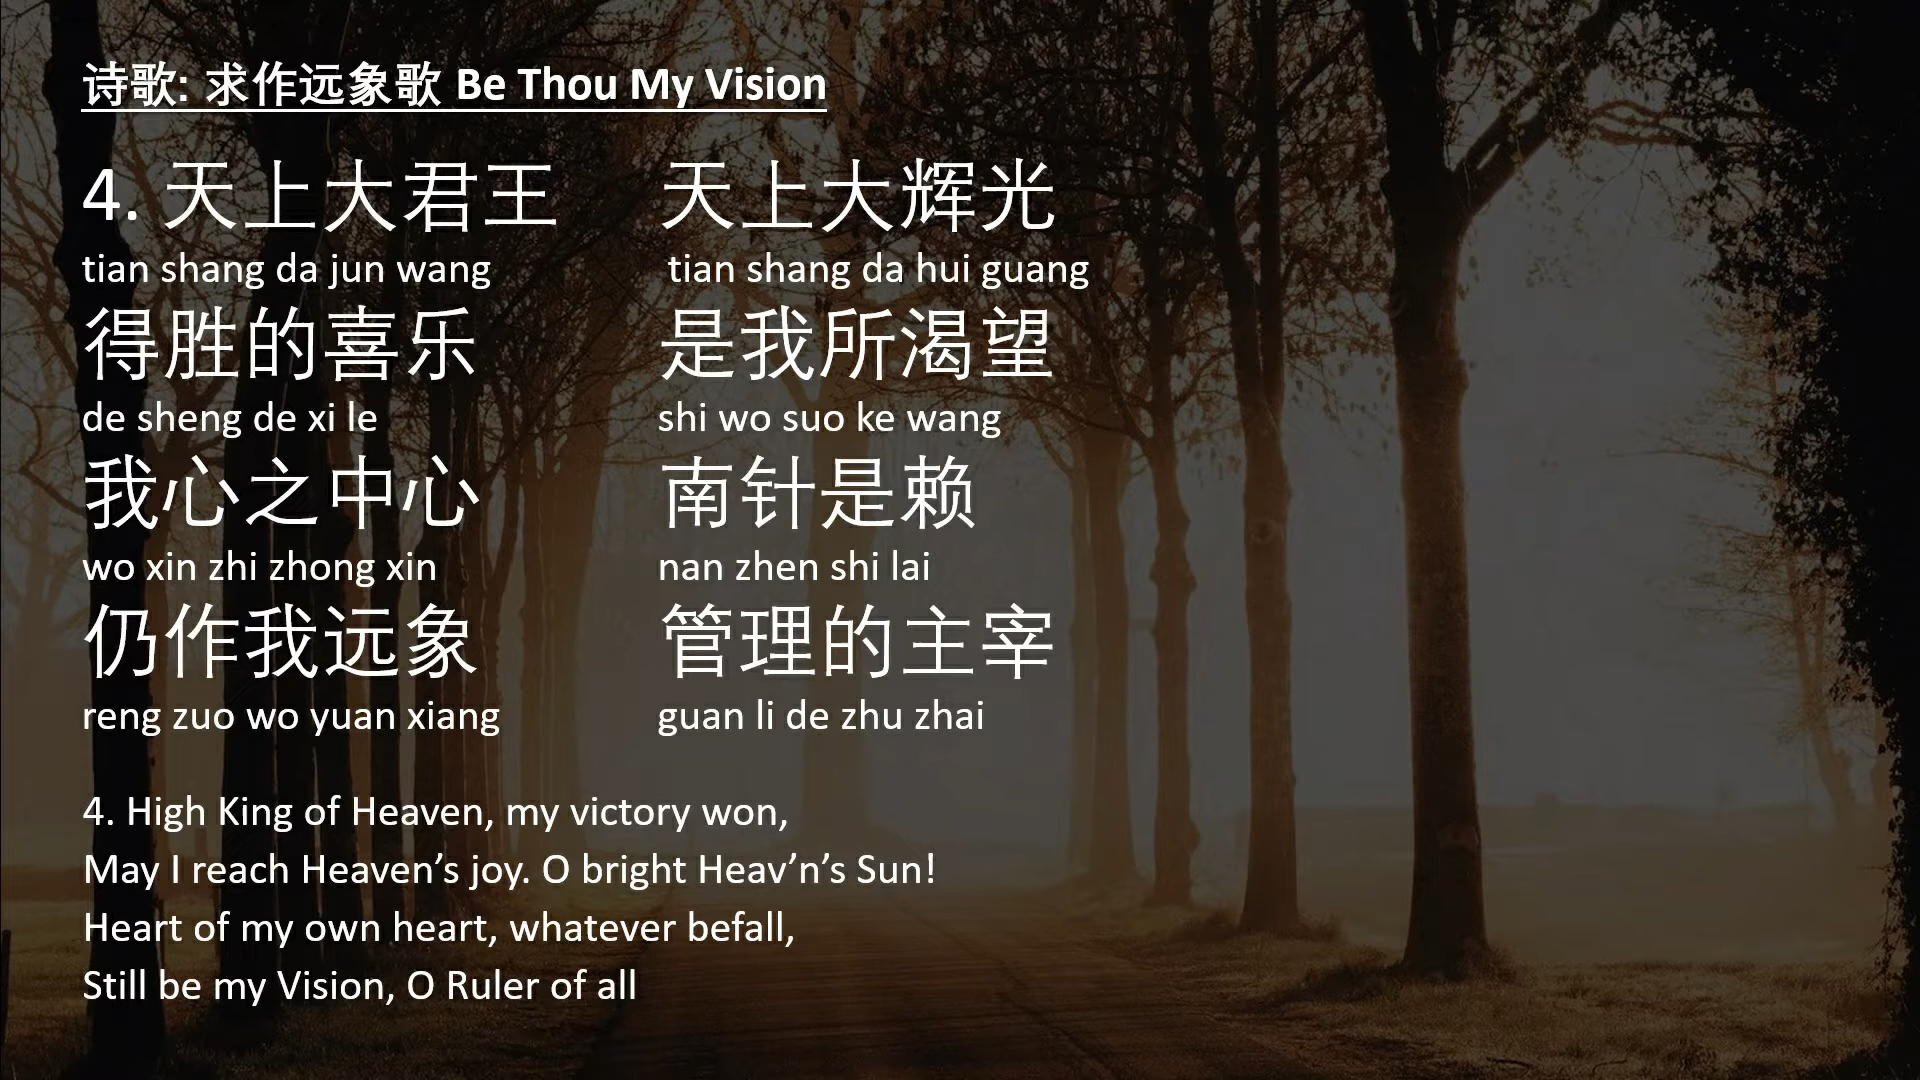 诗歌: 求作远象歌 Be Thou My Vision
4. 天上大君王 天上大辉光
tian shang da jun wang tian shang da hui guang
得胜的喜乐 是我所渴望
de sheng de xi le shi wo suo ke wang
我心之中心 南针是赖
wo xin zhi zhong xin nan zhen shi lai
仍作我远象 管理的主宰
reng zuo wo yuan xiang guan li de zhu zhai
4. High King of Heaven, my victory won,
May I reach Heaven’s joy. O bright Heav’n’s Sun!
Heart of my own heart, whatever befall,
Still be my Vision, O Ruler of all